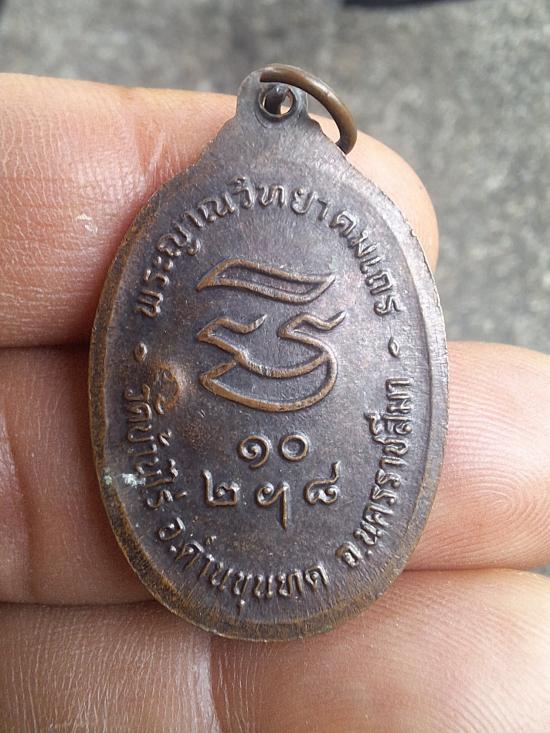 พระญาณวิทยาคมเถร
๑๐
๒ ๕ ๘
วัดบ้านไร่ อ.ด่านขุนทด จ.นครราชสีมา